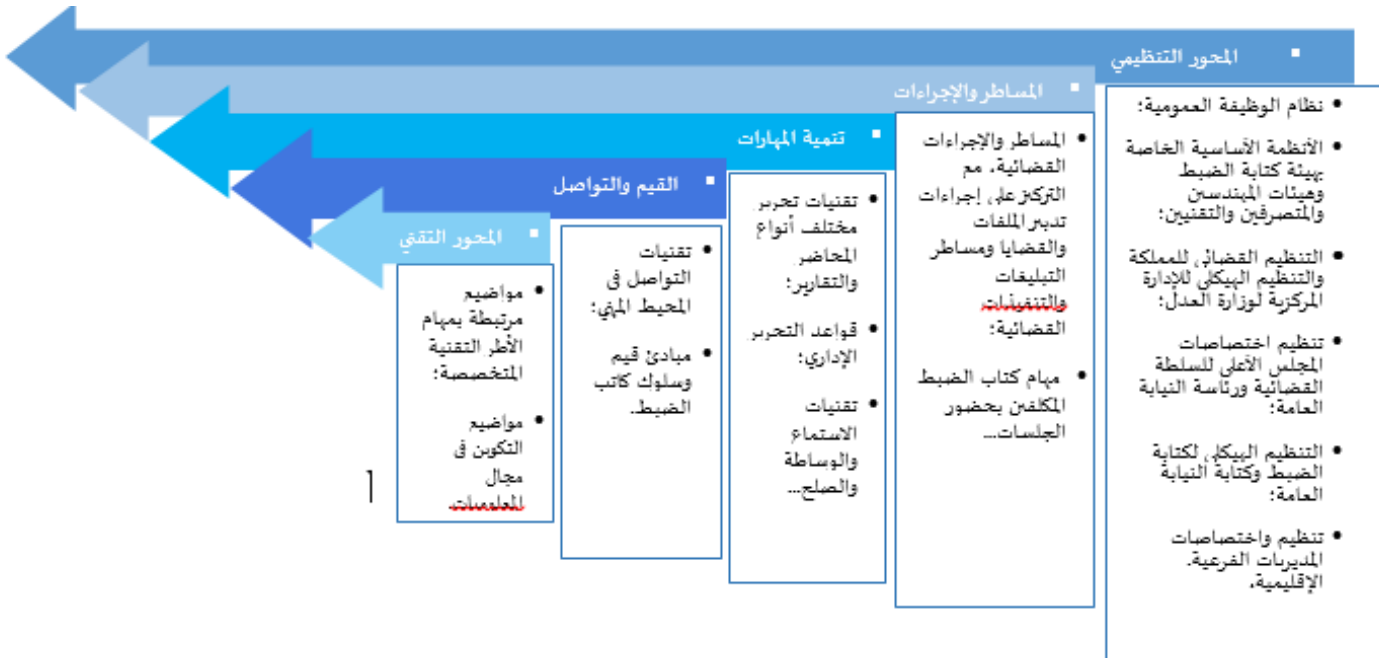 المحور التنظيمي
نظام الوظيفة العمومية؛
الأنظمة الأساسية الخاصة
بهيئة كتابة الضبط
وهيئات المهندسين
والمتصرفين والتقنيين؛
التنظيم القضائي للمملكة
والتنظيم الهيكلي للإدارة
المركزية لوزارة العدل؛
تنظيم اختصاصات
المجلس الأعلى للسلطة
القضائية ورئاسة النيابة
العامة؛
التنظيم الهيكلي لكتابة
الضبط وكتابة النيابة
العامة؛
تنظيم واختصاصات
المديريات الفرعية.
الإقليمية.
المساطر والإجراءات
المساطر والإجراءات
القضائية، مع
التركيز على إجراءات
تدبير الملفات
والقضايا ومساطر
التبليغات
والتنفيذات
القضائية؛
مهام كتاب الضبط
المكلفين بحضور
الجلسات...
تنمية المهارات
تقنيات تحرير
مختلف أنواع
المحاضر
والتقارير؛
قواعد التحرير
الإداري؛
تقنيات
الاستماع
والوساطة
والصلح...
القيم والتواصل
تقنيات
التواصل في
المحيط المهني؛
مبادئ قيم
وسلوك كاتب
الضبط.
المحور التقني
مواضيع
مرتبطة بمهام
الأطر التقنية
المتخصصة؛
مواضيع
التكوين في
مجال
المعلوميات.
1